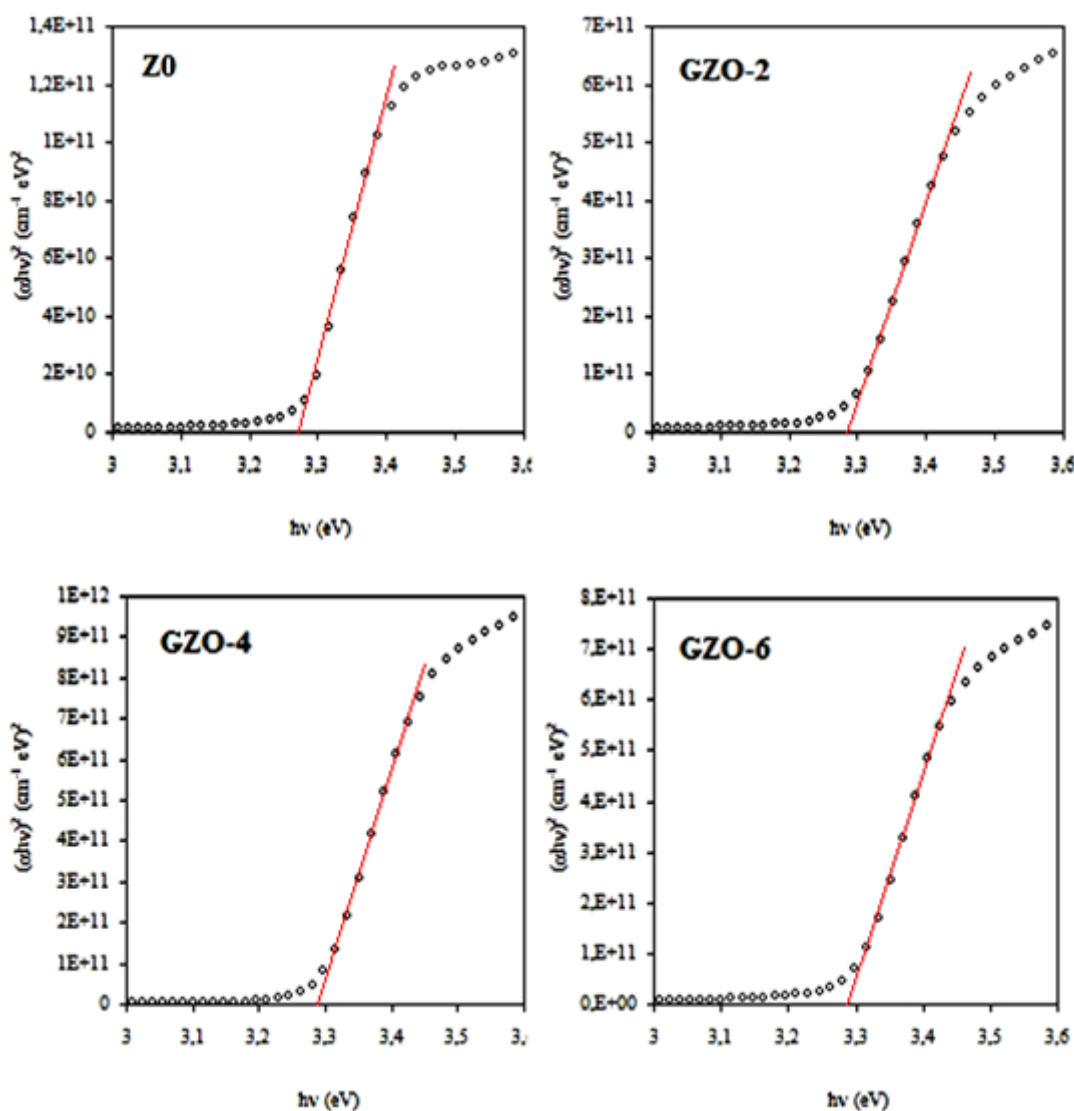 Z0
1,4E+11
1,2E+11
1E+11
8E+10
6E+10
4E+10
2E+10
0
(αhν)² (cm⁻¹ eV)²
3 3,1 3,2 3,3 3,4 3,5 3,6
hν (eV)
GZO-2
7E+11
6E+11
5E+11
4E+11
3E+11
2E+11
1E+11
0
(αhν)² (cm⁻¹ eV)²
3 3,1 3,2 3,3 3,4 3,5 3,6
hν (eV)
GZO-4
1E+12
9E+11
8E+11
7E+11
6E+11
5E+11
4E+11
3E+11
2E+11
1E+11
0
(αhν)² (cm⁻¹ eV)²
3 3,1 3,2 3,3 3,4 3,5 3,6
hν (eV)
GZO-6
8,E+11
7,E+11
6,E+11
5,E+11
4,E+11
3,E+11
2,E+11
1,E+11
0,E+00
(αhν)² (cm⁻¹ eV)²
3 3,1 3,2 3,3 3,4 3,5 3,6
hν (eV)